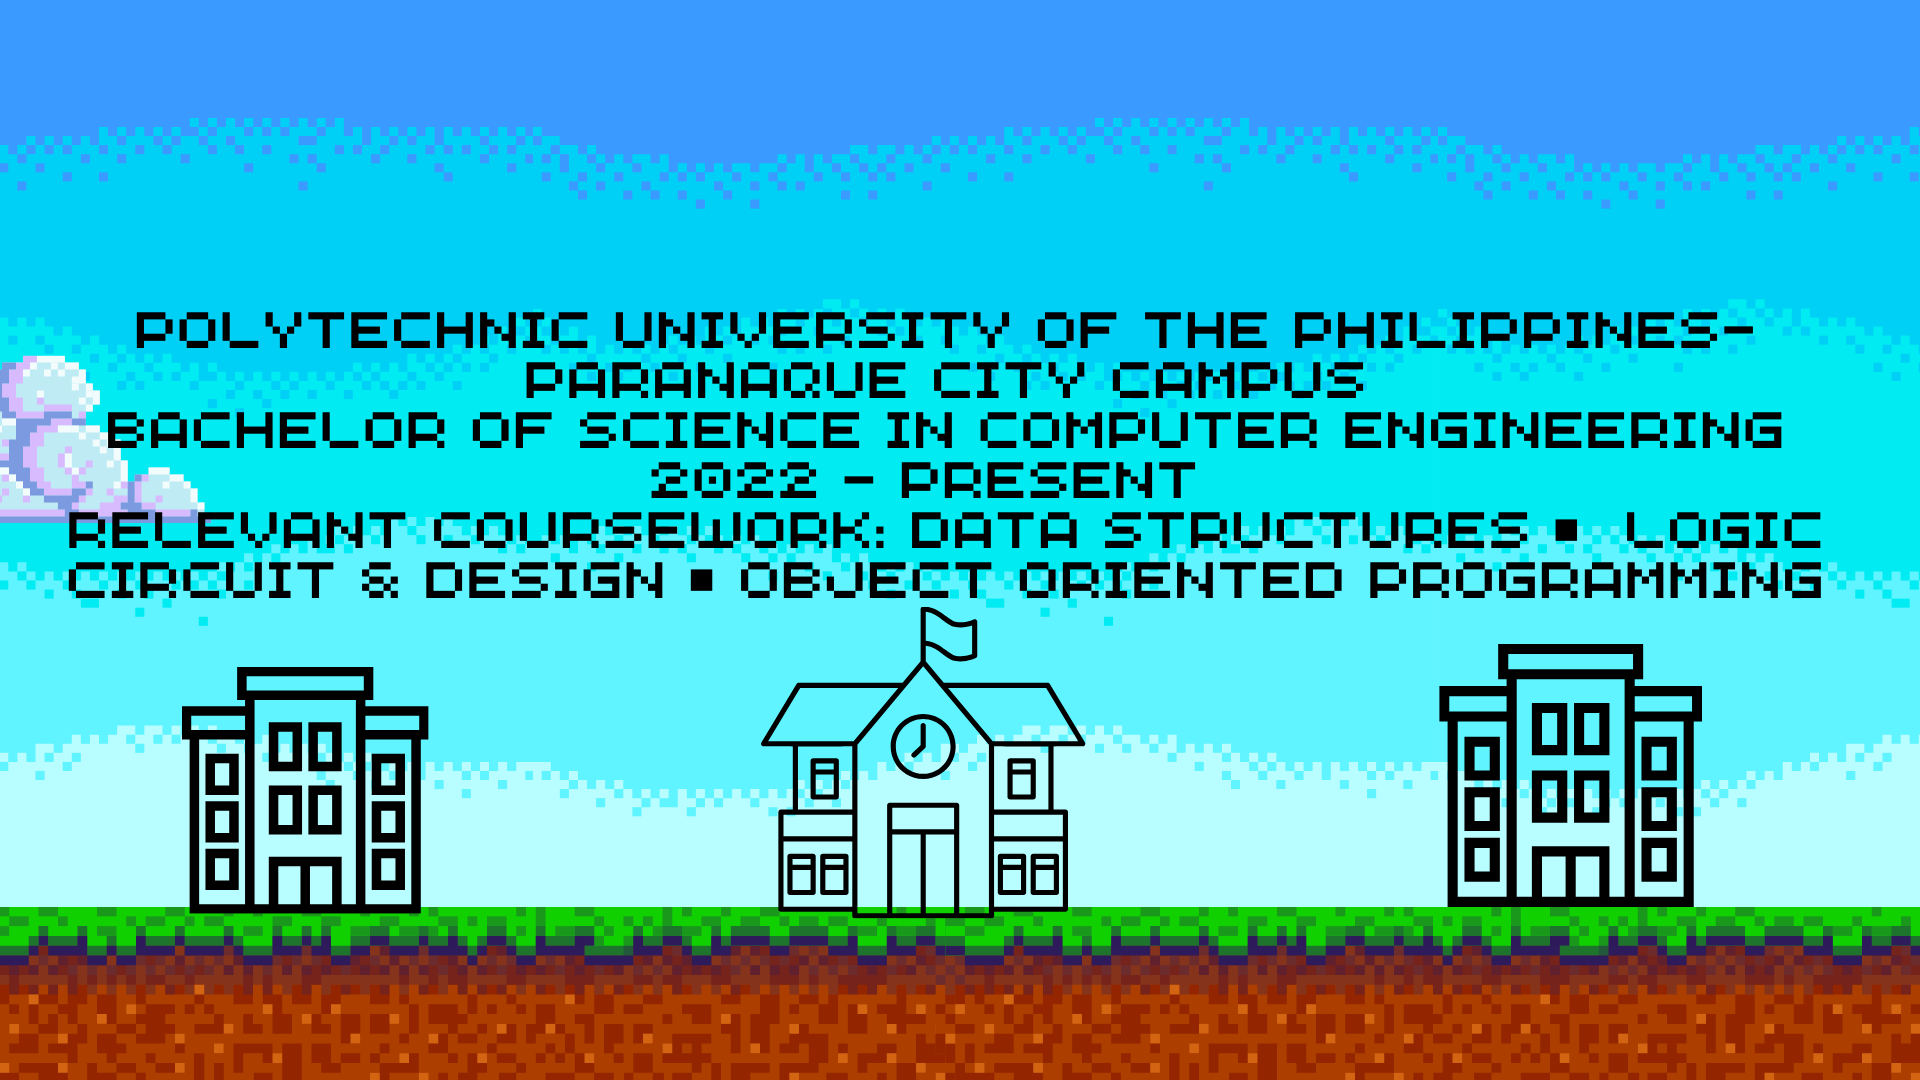 POLYTECHNIC UNIVERSITY OF THE PHILIPPINES-
PARANAQUE CITY CAMPUS
BACHELOR OF SCIENCE IN COMPUTER ENGINEERING
2022 - PRESENT
RELEVANT COURSEWORK: DATA STRUCTURES ▪ LOGIC
CIRCUIT & DESIGN ▪ OBJECT ORIENTED PROGRAMMING